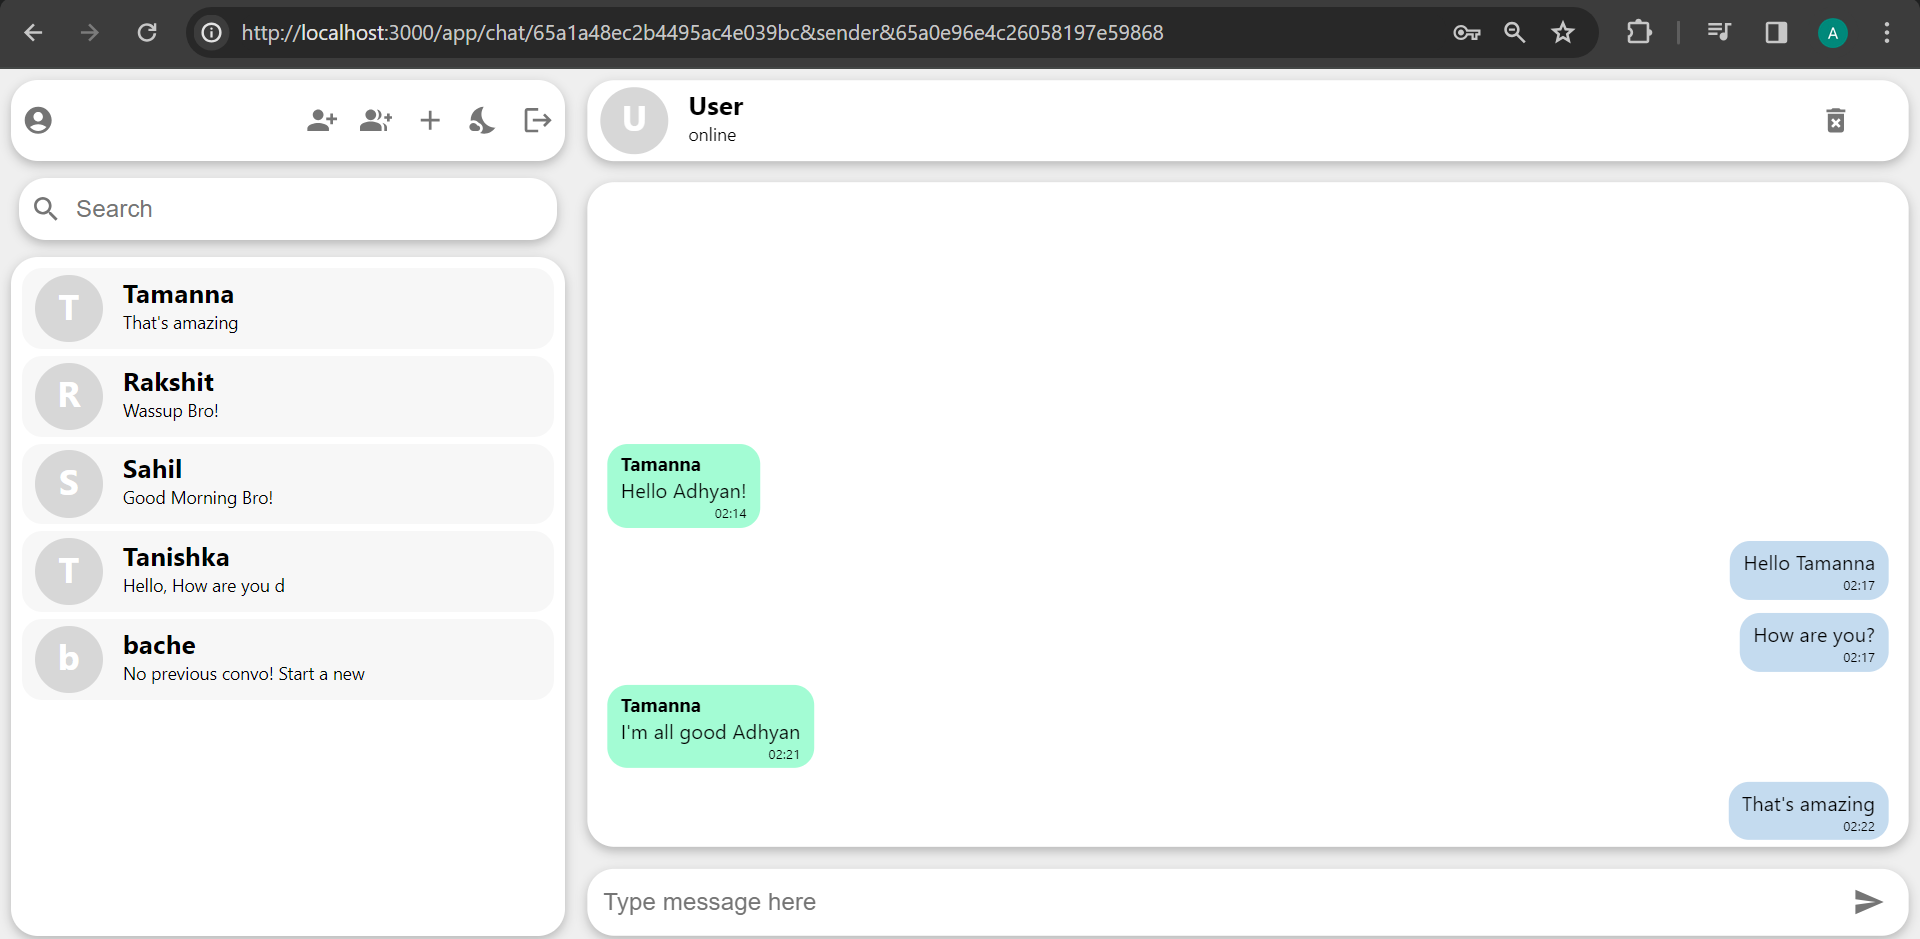 http://localhost:3000/app/chat/65a1a48ec2b4495ac4e039bc&sender&65a0e96e4c26058197e59868
A
Search
T
Tamanna
That's amazing
R
Rakshit
Wassup Bro!
S
Sahil
Good Morning Bro!
T
Tanishka
Hello, How are you d
b
bache
No previous convo! Start a new
U
User
online
Tamanna
Hello Adhyan!
02:14
Hello Tamanna
02:17
How are you?
02:17
Tamanna
I'm all good Adhyan
02:21
That's amazing
02:22
Type message here